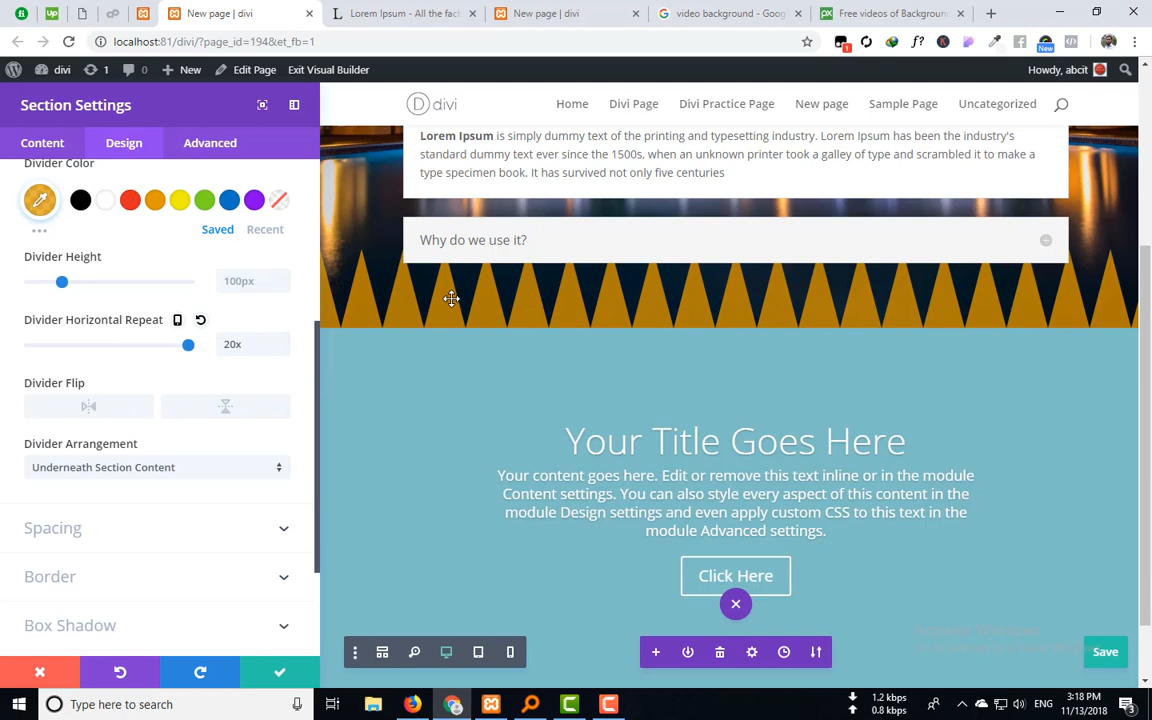 New page | divi
Lorem Ipsum - All the fact
New page | divi
video background - Goog
Free videos of Background
localhost:81/divi/?page_id=194&et_fb=1
divi
1
0
New
Edit Page
Exit Visual Builder
Howdy, abcit
Section Settings
Content
Design
Advanced
Divider Color
Saved
Recent
Divider Height
100px
Divider Horizontal Repeat
20x
Divider Flip
Divider Arrangement
Underneath Section Content
Spacing
Border
Box Shadow
divi
Home
Divi Page
Divi Practice Page
New page
Sample Page
Uncategorized
Lorem Ipsum is simply dummy text of the printing and typesetting industry. Lorem Ipsum has been the industry's
standard dummy text ever since the 1500s, when an unknown printer took a galley of type and scrambled it to make a
type specimen book. It has survived not only five centuries
Why do we use it?
Your Title Goes Here
Your content goes here. Edit or remove this text inline or in the module
Content settings. You can also style every aspect of this content in the
module Design settings and even apply custom CSS to this text in the
module Advanced settings.
Click Here
Save
Type here to search
1.2 kbps
0.8 kbps
ENG
3:18 PM
11/13/2018
3